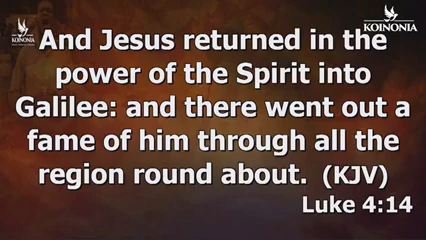 KOINONIA
KOINONIA
And Jesus returned in the
power of the Spirit into
Galilee: and there went out a
fame of him through all the
region round about. (KJV)
Luke 4:14